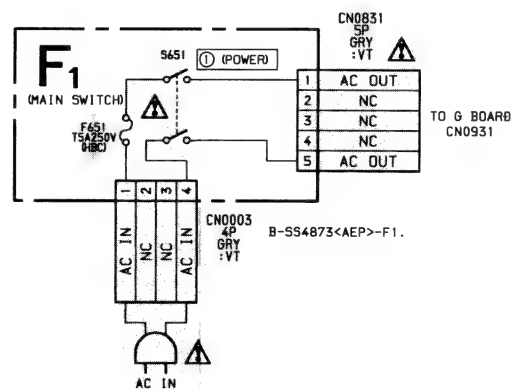 CN0831
5P
GRY
:VT
S651
① (POWER)
F1
(MAIN SWITCH)
1 AC OUT
2 NC
3 NC
4 NC
5 AC OUT
TO G BOARD
CN0931
F651
T5A250V
(HBC)
1 AC IN
2 NC
3 NC
4 AC IN
CN0003
4P
GRY
:VT
B-SS4873<AEP>-F1.
AC IN